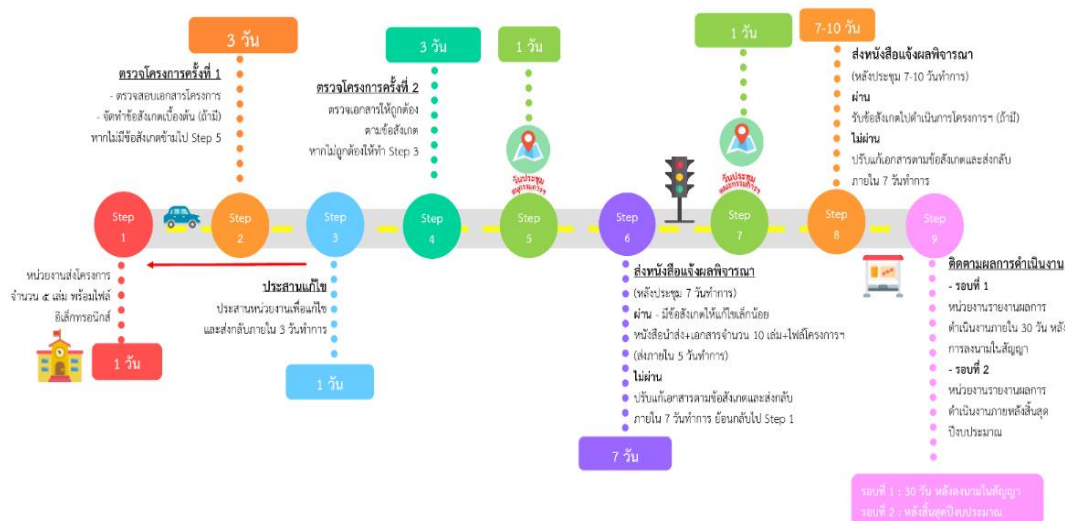 3 วัน
ตรวจโครงการครั้งที่ 1
- ตรวจสอบเอกสารโครงการ
- จัดทำข้อสังเกตเบื้องต้น (ถ้ามี)
หากไม่มีข้อสังเกตข้ามไป Step 5
3 วัน
ตรวจโครงการครั้งที่ 2
ตรวจเอกสารให้ถูกต้อง
ตามข้อสังเกต
หากไม่ถูกต้องให้ทำ Step 3
1 วัน
วันประชุม
อนุกรรมการฯ
1 วัน
วันประชุม
คณะกรรมการฯ
7-10 วัน
ส่งหนังสือแจ้งผลพิจารณา
(หลังประชุม 7-10 วันทำการ)
ผ่าน
รับข้อสังเกตไปดำเนินการโครงการฯ (ถ้ามี)
ไม่ผ่าน
ปรับแก้เอกสารตามข้อสังเกตและส่งกลับ
ภายใน 7 วันทำการ
Step
1
Step
2
Step
3
Step
4
Step
5
Step
6
Step
7
Step
8
Step
9
หน่วยงานส่งโครงการ
จำนวน ๕ เล่ม พร้อมไฟล์
อิเล็กทรอนิกส์
1 วัน
ประสานแก้ไข
ประสานหน่วยงานเพื่อแก้ไข
และส่งกลับภายใน 3 วันทำการ
1 วัน
ส่งหนังสือแจ้งผลพิจารณา
(หลังประชุม 7 วันทำการ)
ผ่าน - มีข้อสังเกตให้แก้ไขเล็กน้อย
หนังสือนำส่ง+เอกสารจำนวน 10 เล่ม+ไฟล์โครงการฯ
(ส่งภายใน 5 วันทำการ)
ไม่ผ่าน
ปรับแก้เอกสารตามข้อสังเกตและส่งกลับ
ภายใน 7 วันทำการ ย้อนกลับไป Step 1
7 วัน
ติดตามผลการดำเนินงาน
- รอบที่ 1
หน่วยงานรายงานผลการ
ดำเนินงานภายใน 30 วัน หลัง
การลงนามในสัญญา
- รอบที่ 2
หน่วยงานรายงานผลการ
ดำเนินงานภายหลังสิ้นสุด
ปีงบประมาณ
รอบที่ 1 : 30 วัน หลังลงนามในสัญญา
รอบที่ 2 : หลังสิ้นสุดปีงบประมาณ